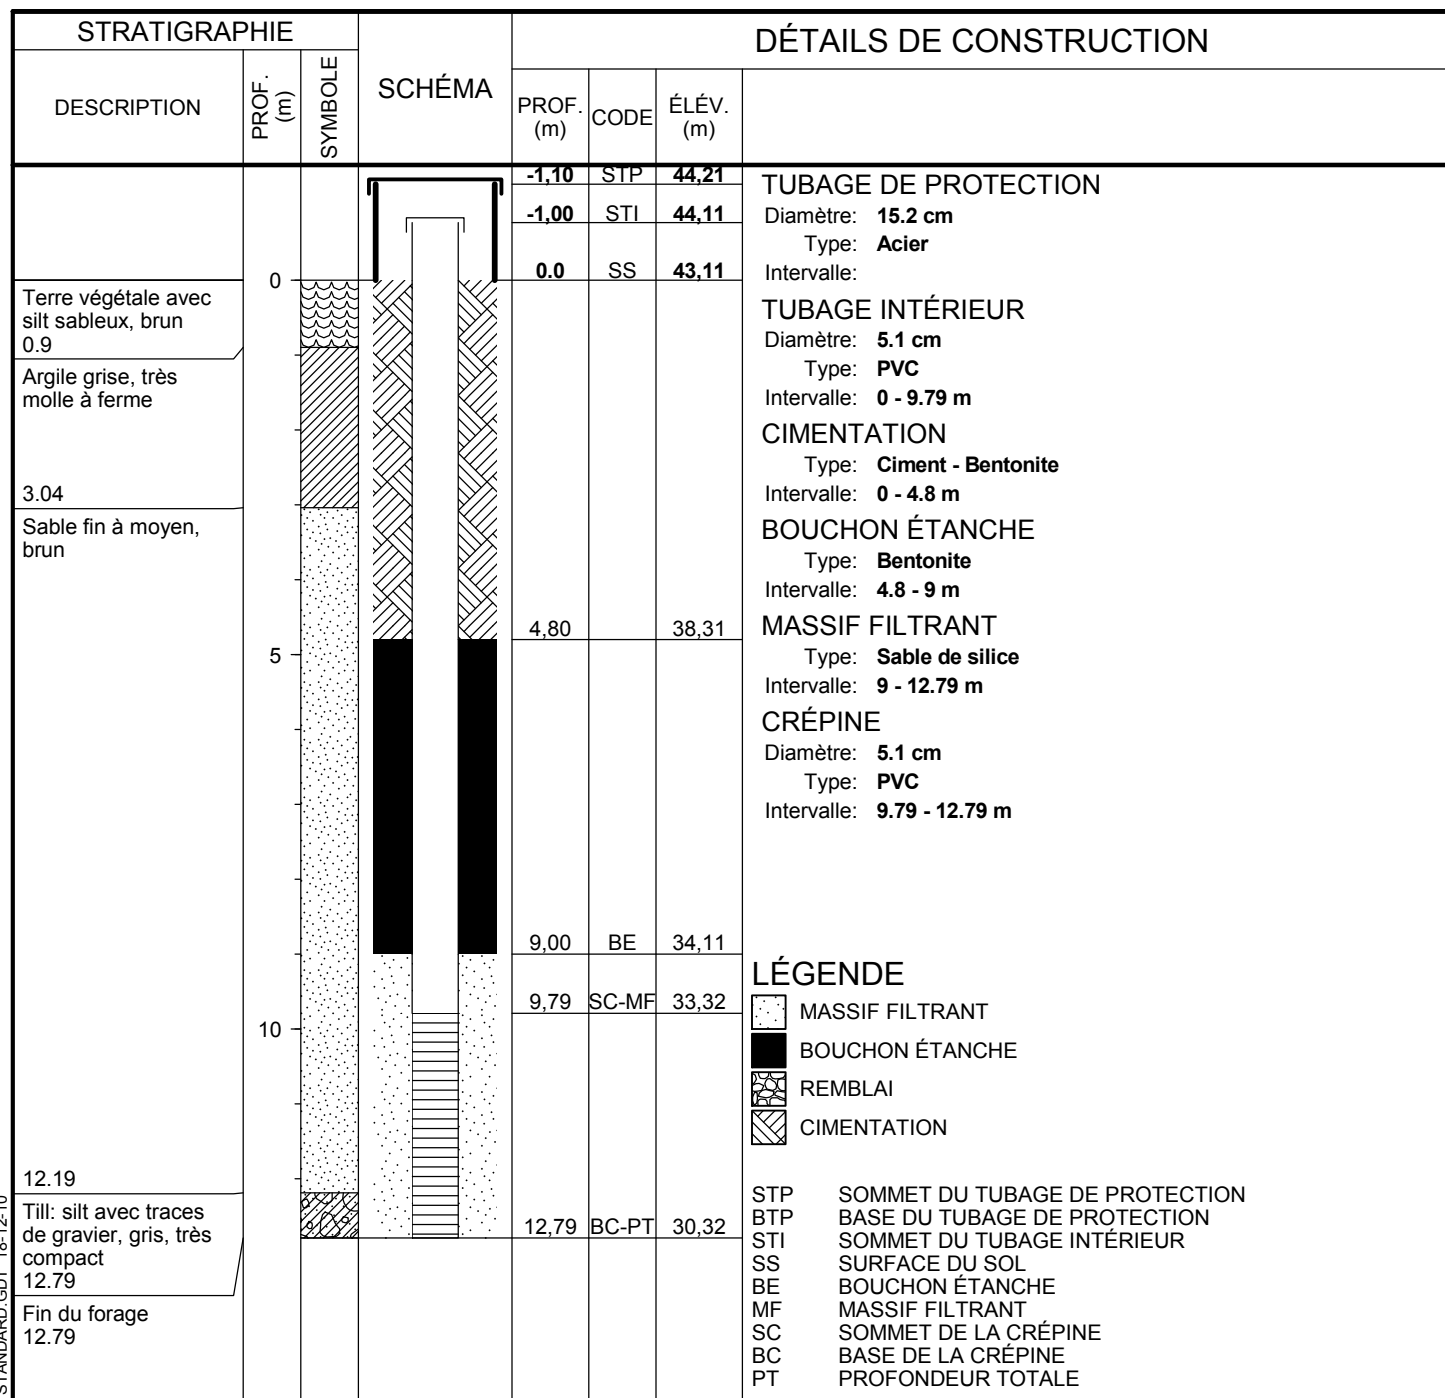 STRATIGRAPHIE
DESCRIPTION
PROF.
(m)
SYMBOLE
SCHÉMA
DÉTAILS DE CONSTRUCTION
PROF.
(m)
CODE
ÉLÉV.
(m)
-1,10 STP 44,21
-1,00 STI 44,11
0.0 SS 43,11
4,80 38,31
9,00 BE 34,11
9,79 SC-MF 33,32
12,79 BC-PT 30,32
0
5
10
Terre végétale avec
silt sableux, brun
0.9
Argile grise, très
molle à ferme
3.04
Sable fin à moyen,
brun
12.19
Till: silt avec traces
de gravier, gris, très
compact
12.79
Fin du forage
12.79
TUBAGE DE PROTECTION
Diamètre: 15.2 cm
Type: Acier
Intervalle:
TUBAGE INTÉRIEUR
Diamètre: 5.1 cm
Type: PVC
Intervalle: 0 - 9.79 m
CIMENTATION
Type: Ciment - Bentonite
Intervalle: 0 - 4.8 m
BOUCHON ÉTANCHE
Type: Bentonite
Intervalle: 4.8 - 9 m
MASSIF FILTRANT
Type: Sable de silice
Intervalle: 9 - 12.79 m
CRÉPINE
Diamètre: 5.1 cm
Type: PVC
Intervalle: 9.79 - 12.79 m
LÉGENDE
MASSIF FILTRANT
BOUCHON ÉTANCHE
REMBLAI
CIMENTATION
STP SOMMET DU TUBAGE DE PROTECTION
BTP BASE DU TUBAGE DE PROTECTION
STI SOMMET DU TUBAGE INTÉRIEUR
SS SURFACE DU SOL
BE BOUCHON ÉTANCHE
MF MASSIF FILTRANT
SC SOMMET DE LA CRÉPINE
BC BASE DE LA CRÉPINE
PT PROFONDEUR TOTALE
STANDARD.GDT 18-12-10